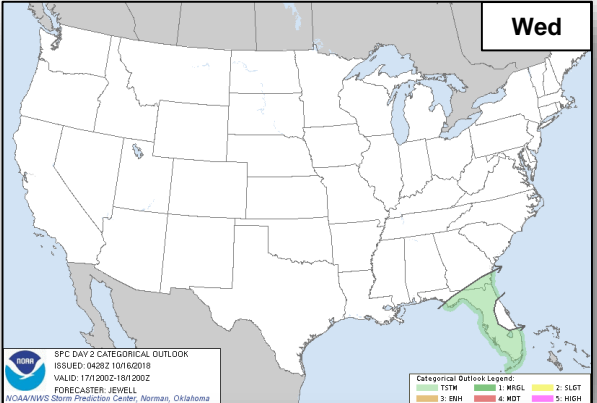 Wed
SPC DAY 2 CATEGORICAL OUTLOOK
ISSUED: 0428Z 10/16/2018
VALID: 17/1200Z-18/1200Z
FORECASTER: JEWELL
NOAA/NWS Storm Prediction Center, Norman, Oklahoma
NOAA
Categorical Outlook Legend:
TSTM 1: MRGL 2: SLGT
3: ENH 4: MDT 5: HIGH